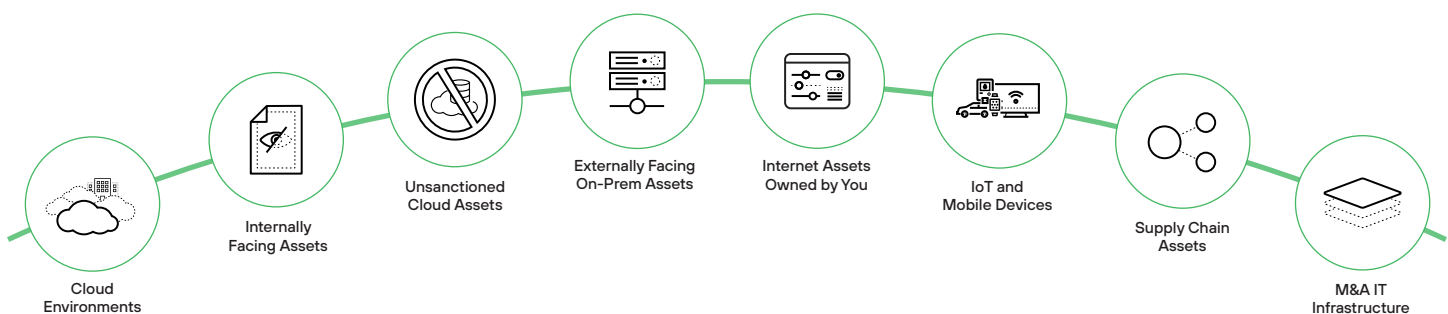 Cloud
Environments
Internally
Facing Assets
Unsanctioned
Cloud Assets
Externally Facing
On-Prem Assets
Internet Assets
Owned by You
IoT and
Mobile Devices
Supply Chain
Assets
M&A IT
Infrastructure